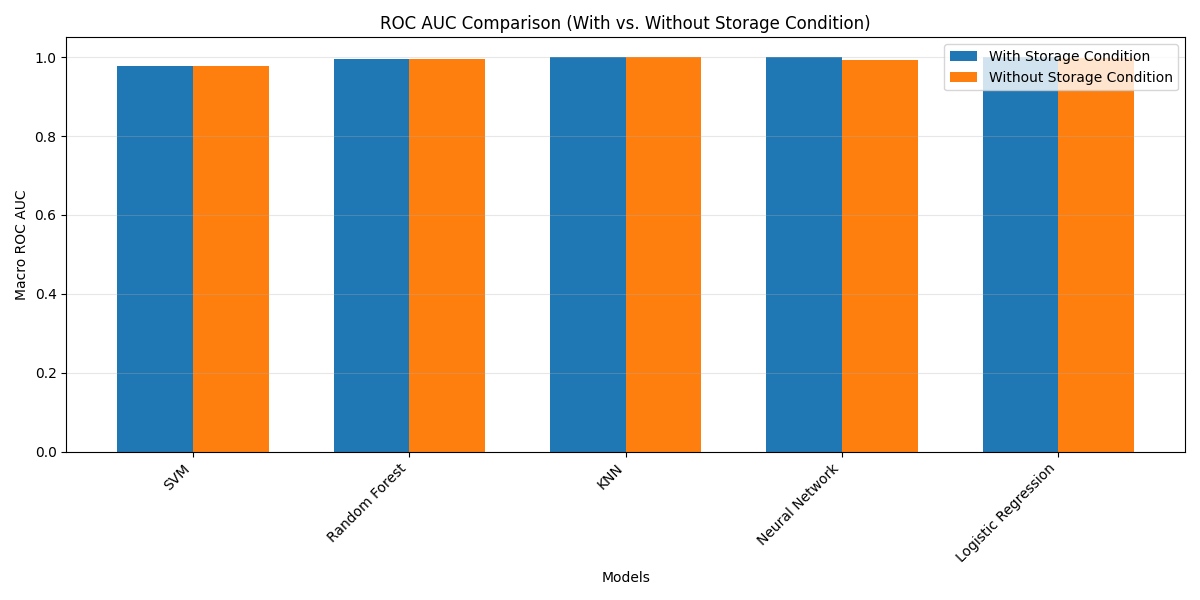 ROC AUC Comparison (With vs. Without Storage Condition)
With Storage Condition
Without Storage Condition
Macro ROC AUC
1.0
0.8
0.6
0.4
0.2
0.0
SVM
Random Forest
KNN
Neural Network
Logistic Regression
Models